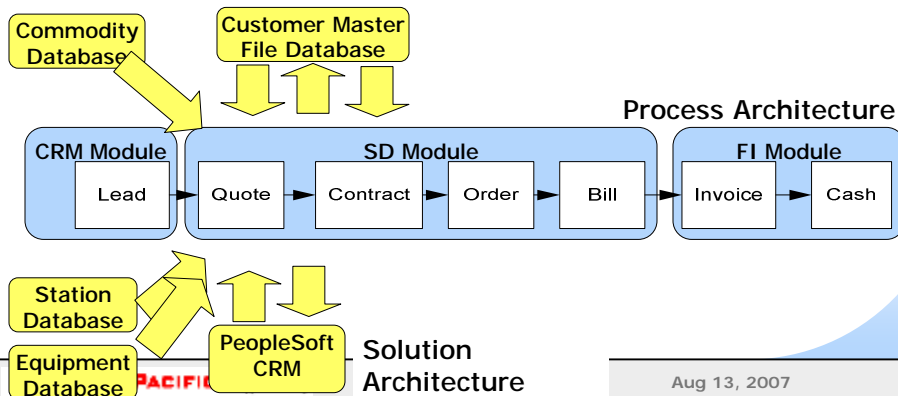 Commodity
Database
Customer Master
File Database
Process Architecture
CRM Module
SD Module
FI Module
Lead
Quote
Contract
Order
Bill
Invoice
Cash
Station
Database
Equipment
Database
PeopleSoft
CRM
Solution
Architecture
PACIFIC
Aug 13, 2007